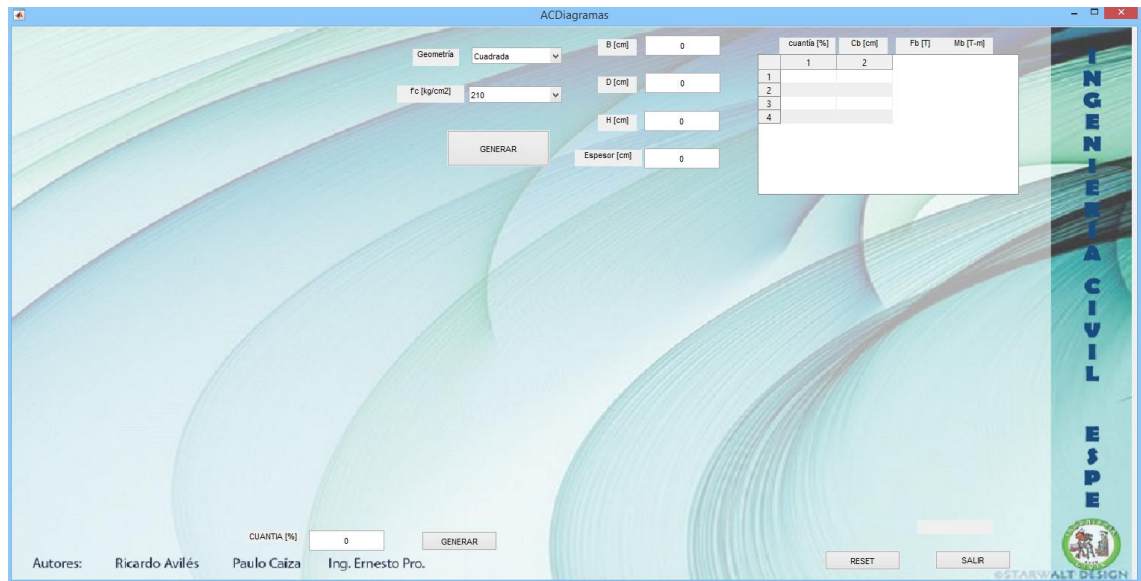 ACDiagramas
Geometría
Cuadrada
f'c [kg/cm2]
210
GENERAR
B [cm]
0
D [cm]
0
H [cm]
0
Espesor [cm]
0
cuantía [%] Cb [cm] Fb [T] Mb [T-m]
1 2
1
2
3
4
INGENIERÍA CIVIL ESPE
CUANTIA [%]
0
GENERAR
Autores: Ricardo Avilés Paulo Caiza Ing. Ernesto Pro.
RESET
SALIR
©STARWALT DESIGN